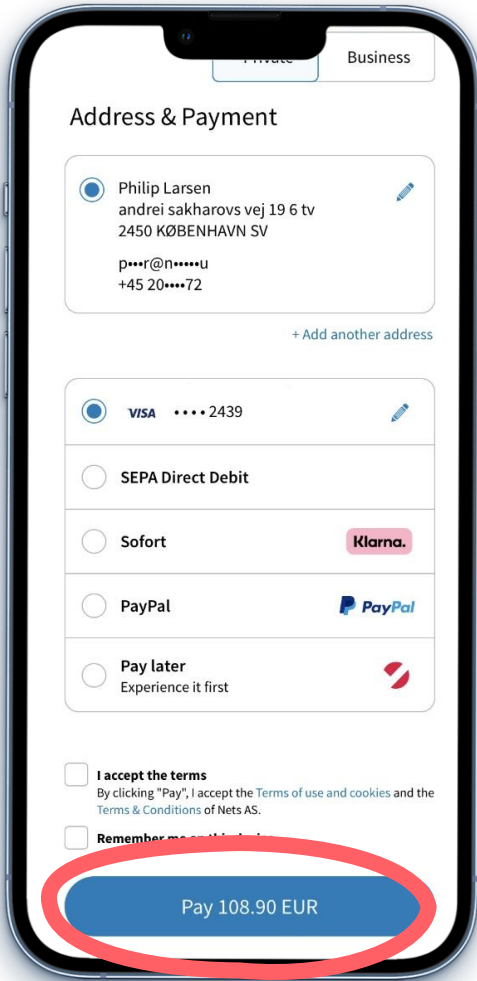 Private
Business
Address & Payment
Philip Larsen
andrei sakharovs vej 19 6 tv
2450 KØBENHAVN SV
p•••r@n•••••u
+45 20••••72
+ Add another address
VISA •••• 2439
SEPA Direct Debit
Sofort
Klarna.
PayPal
PayPal
Pay later
Experience it first
I accept the terms
By clicking "Pay", I accept the Terms of use and cookies and the
Terms & Conditions of Nets AS.
Remember me on this device
Pay 108.90 EUR